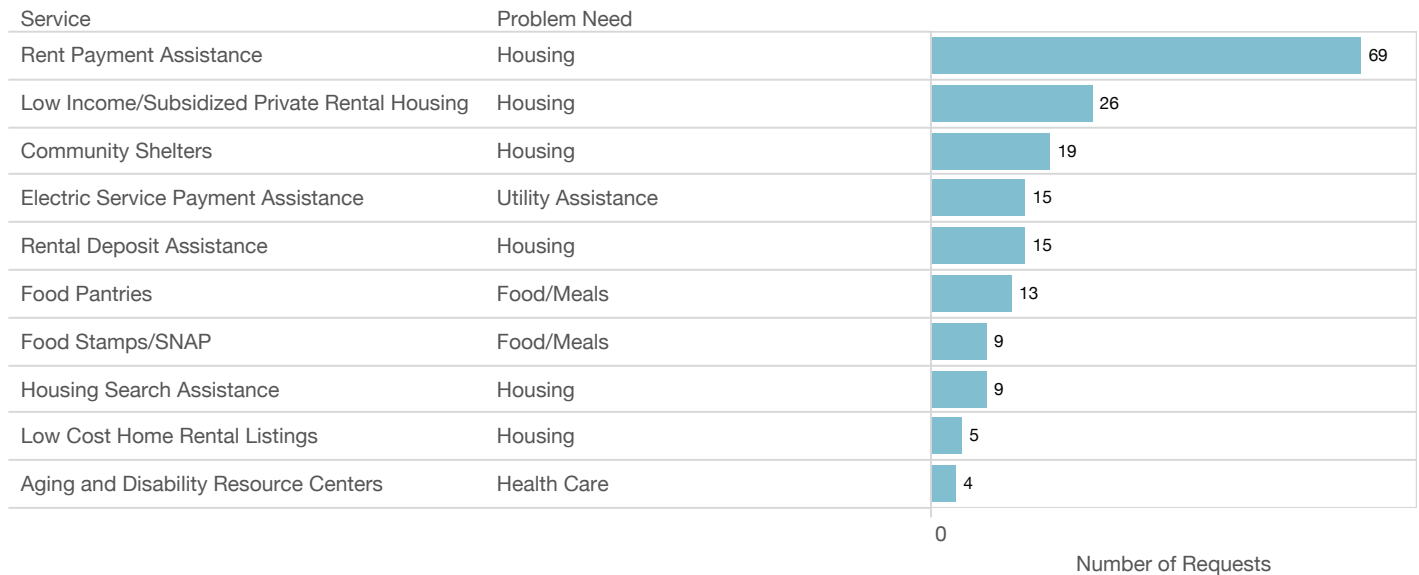 Service Problem Need
Rent Payment Assistance Housing 69
Low Income/Subsidized Private Rental Housing Housing 26
Community Shelters Housing 19
Electric Service Payment Assistance Utility Assistance 15
Rental Deposit Assistance Housing 15
Food Pantries Food/Meals 13
Food Stamps/SNAP Food/Meals 9
Housing Search Assistance Housing 9
Low Cost Home Rental Listings Housing 5
Aging and Disability Resource Centers Health Care 4
0
Number of Requests